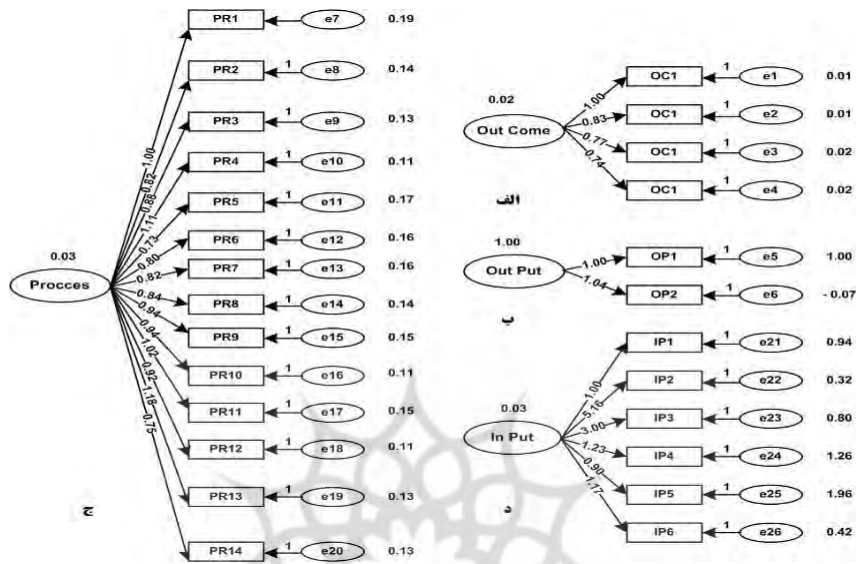 PR1 1 e7 0.19
PR2 1 e8 0.14
PR3 1 e9 0.13
PR4 1 e10 0.11
PR5 1 e11 0.17
PR6 1 e12 0.16
PR7 1 e13 0.16
PR8 1 e14 0.14
PR9 1 e15 0.15
PR10 1 e16 0.11
PR11 1 e17 0.15
PR12 1 e18 0.11
PR13 1 e19 0.13
PR14 1 e20 0.13
0.03
Procces
1.00
0.82
0.88
1.11
0.73
0.80
0.82
0.84
0.94
0.94
1.02
0.92
1.18
0.75
ج
0.02
Out Come
1.00
0.83
0.77
0.74
OC1 1 e1 0.01
OC1 1 e2 0.01
OC1 1 e3 0.02
OC1 1 e4 0.02
الف
1.00
Out Put
1.00
1.04
OP1 1 e5 1.00
OP2 1 e6 -0.07
ب
0.03
In Put
1.00
5.16
3.00
1.23
0.90
1.17
IP1 1 e21 0.94
IP2 1 e22 0.32
IP3 1 e23 0.80
IP4 1 e24 1.26
IP5 1 e25 1.96
IP6 1 e26 0.42
د